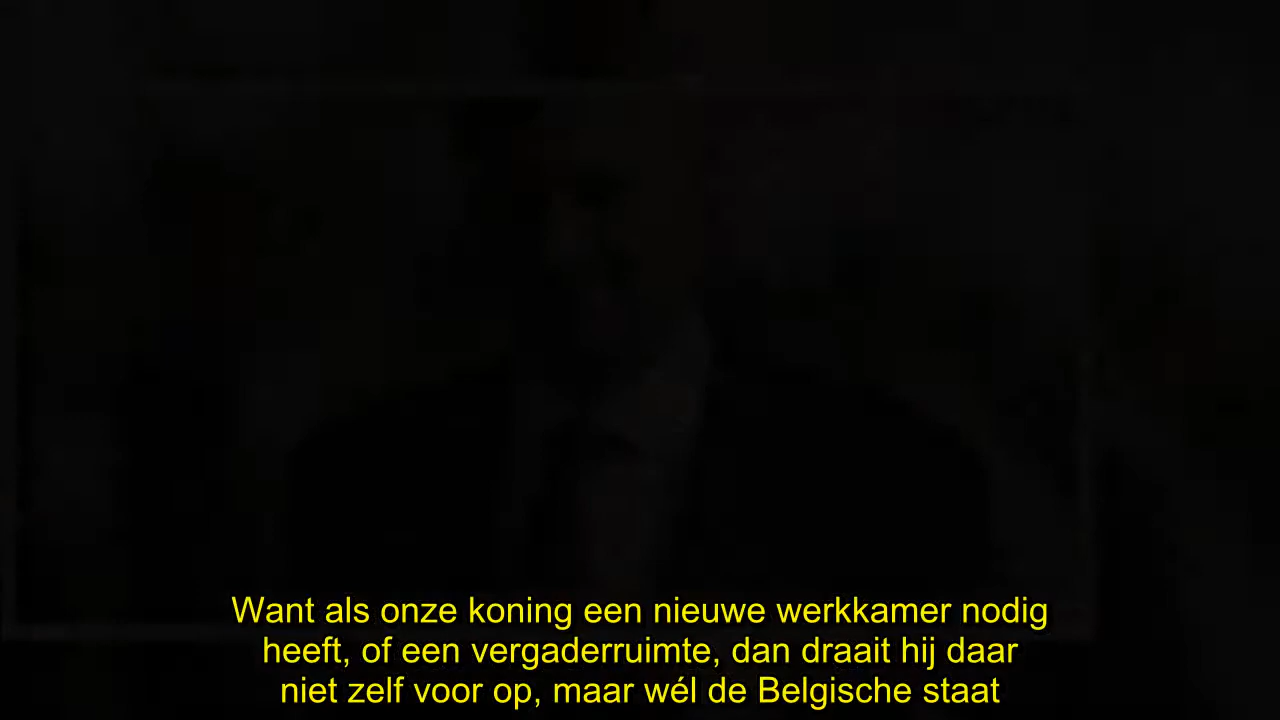 Want als onze koning een nieuwe werkkamer nodig
heeft, of een vergaderruimte, dan draait hij daar
niet zelf voor op, maar wél de Belgische staat